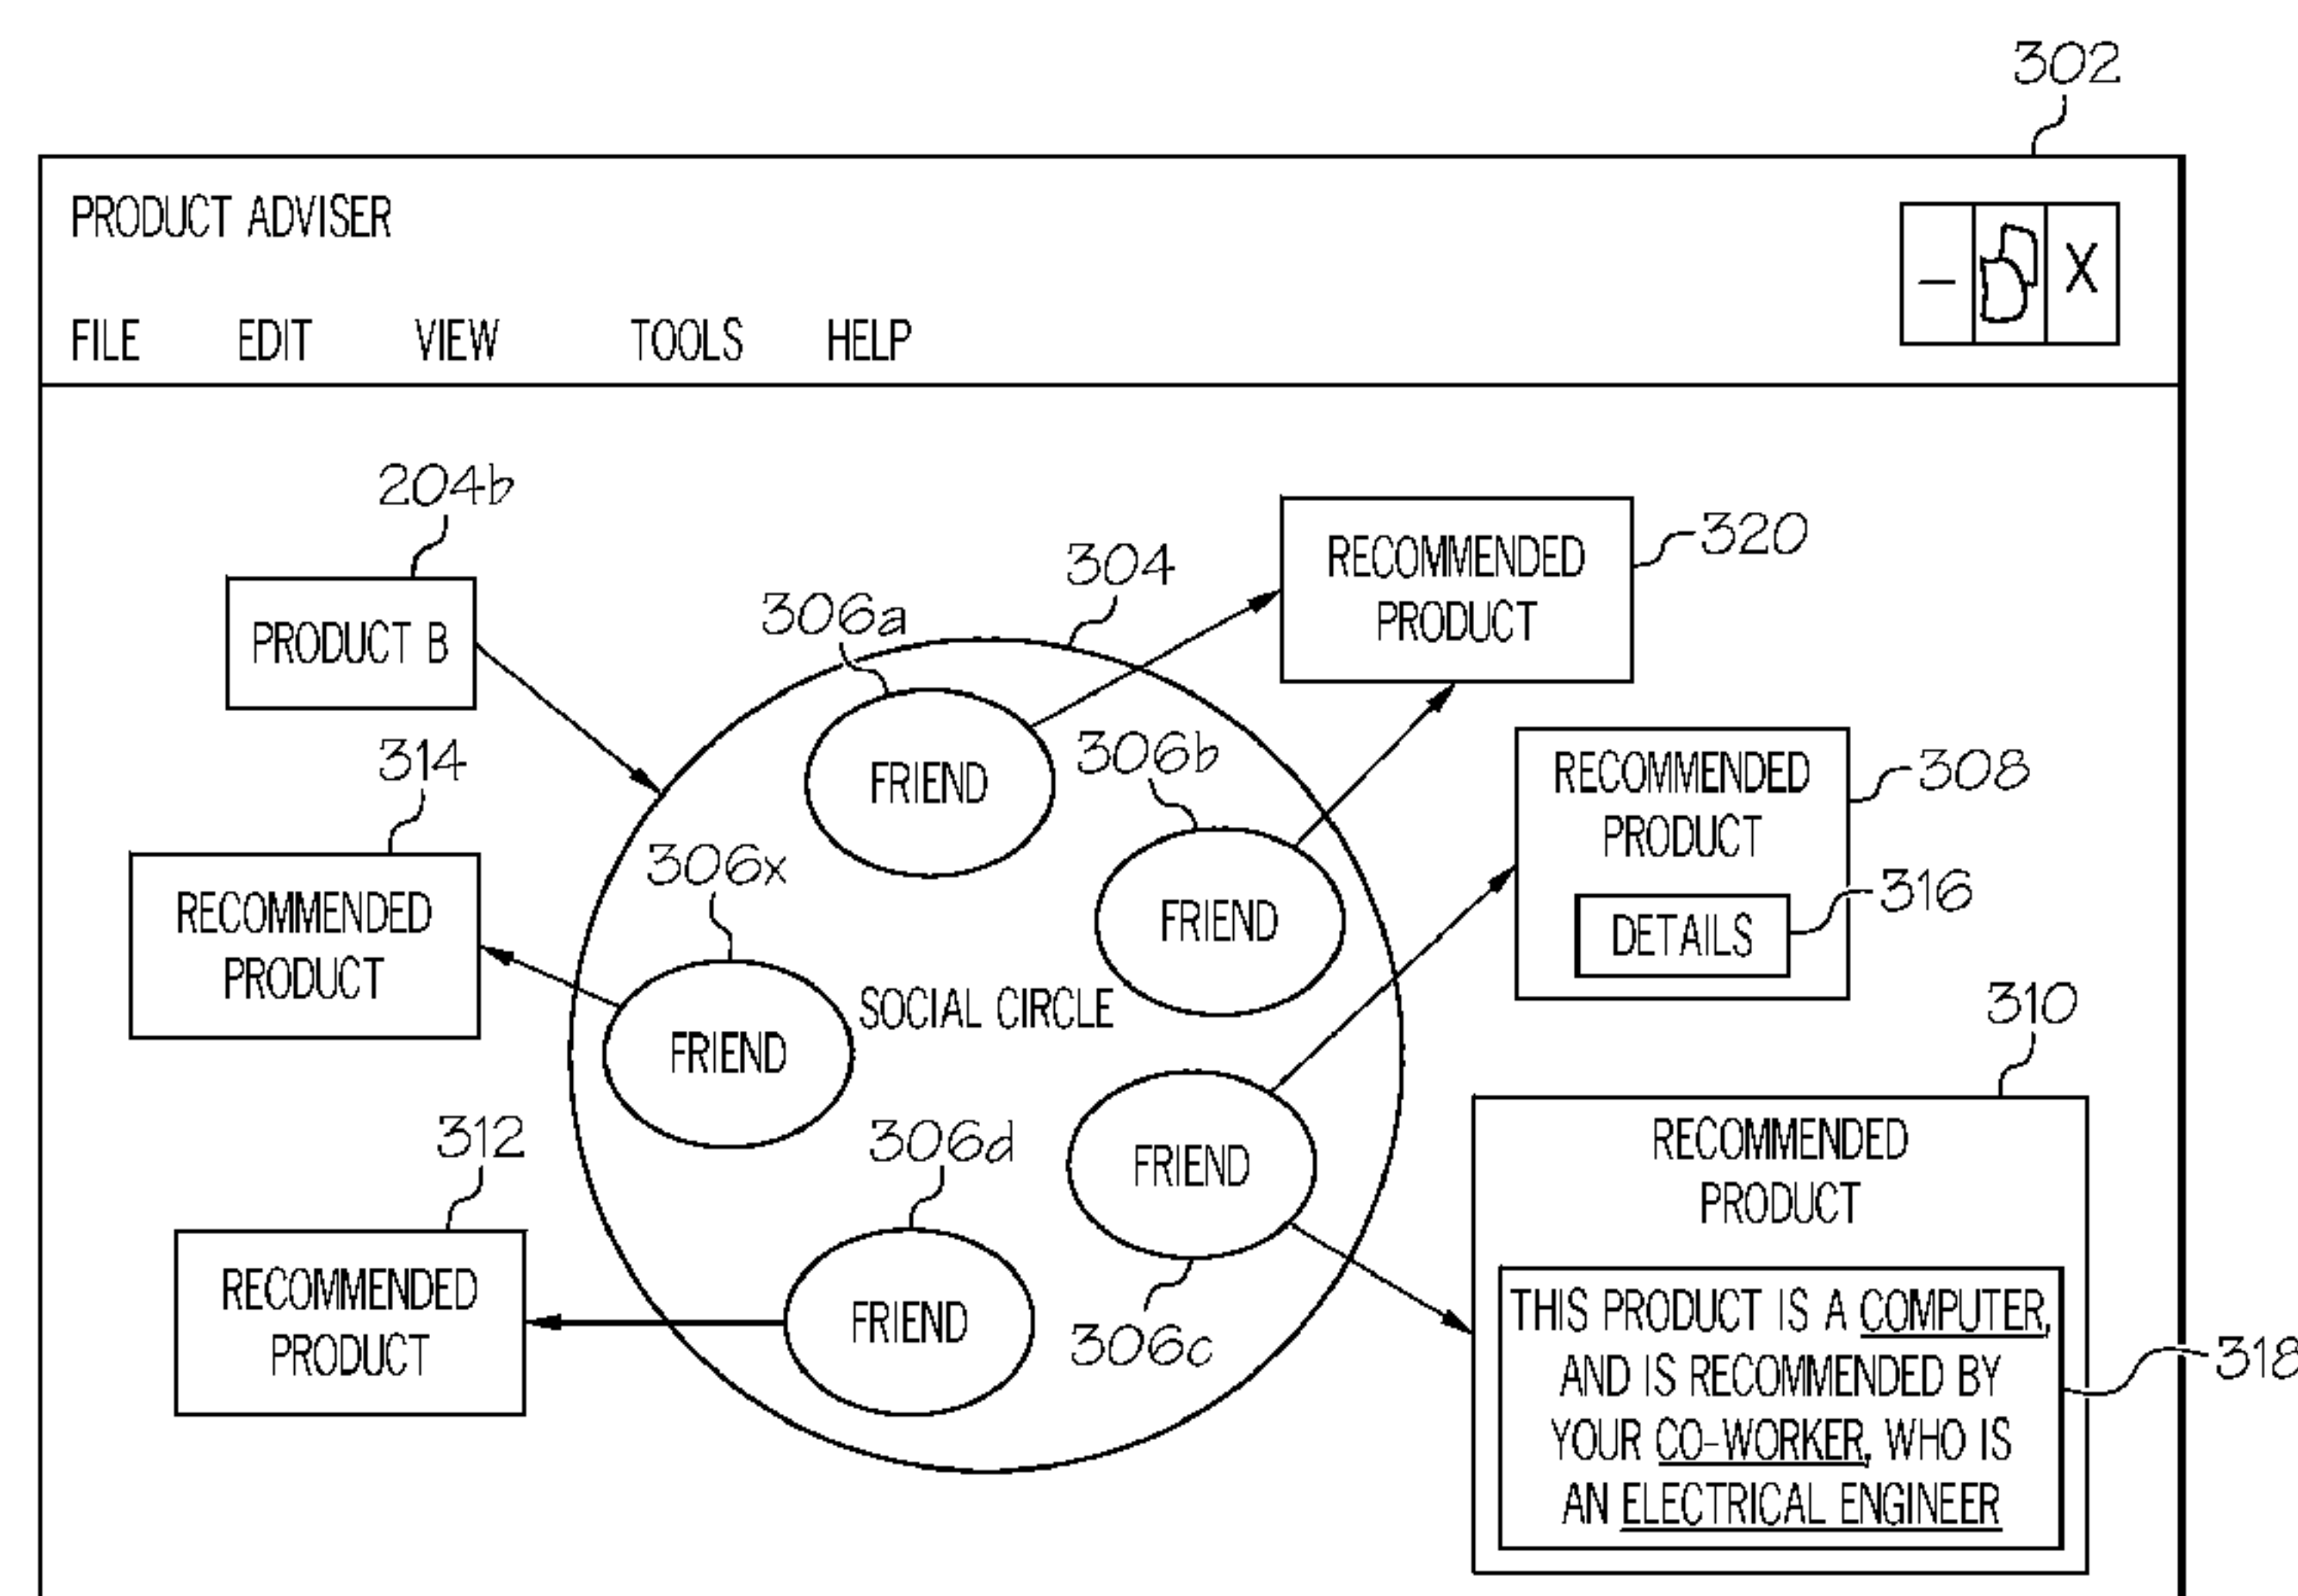 302
PRODUCT ADVISER
— X
FILE EDIT VIEW TOOLS HELP
204b
PRODUCT B
304
306a
FRIEND
RECOMMENDED
PRODUCT
320
306b
FRIEND
314
RECOMMENDED
PRODUCT
306x
FRIEND
SOCIAL CIRCLE
RECOMMENDED
PRODUCT
308
DETAILS
316
312
RECOMMENDED
PRODUCT
306d
FRIEND
FRIEND
306c
310
RECOMMENDED
PRODUCT
THIS PRODUCT IS A COMPUTER,
AND IS RECOMMENDED BY
YOUR CO-WORKER, WHO IS
AN ELECTRICAL ENGINEER
318